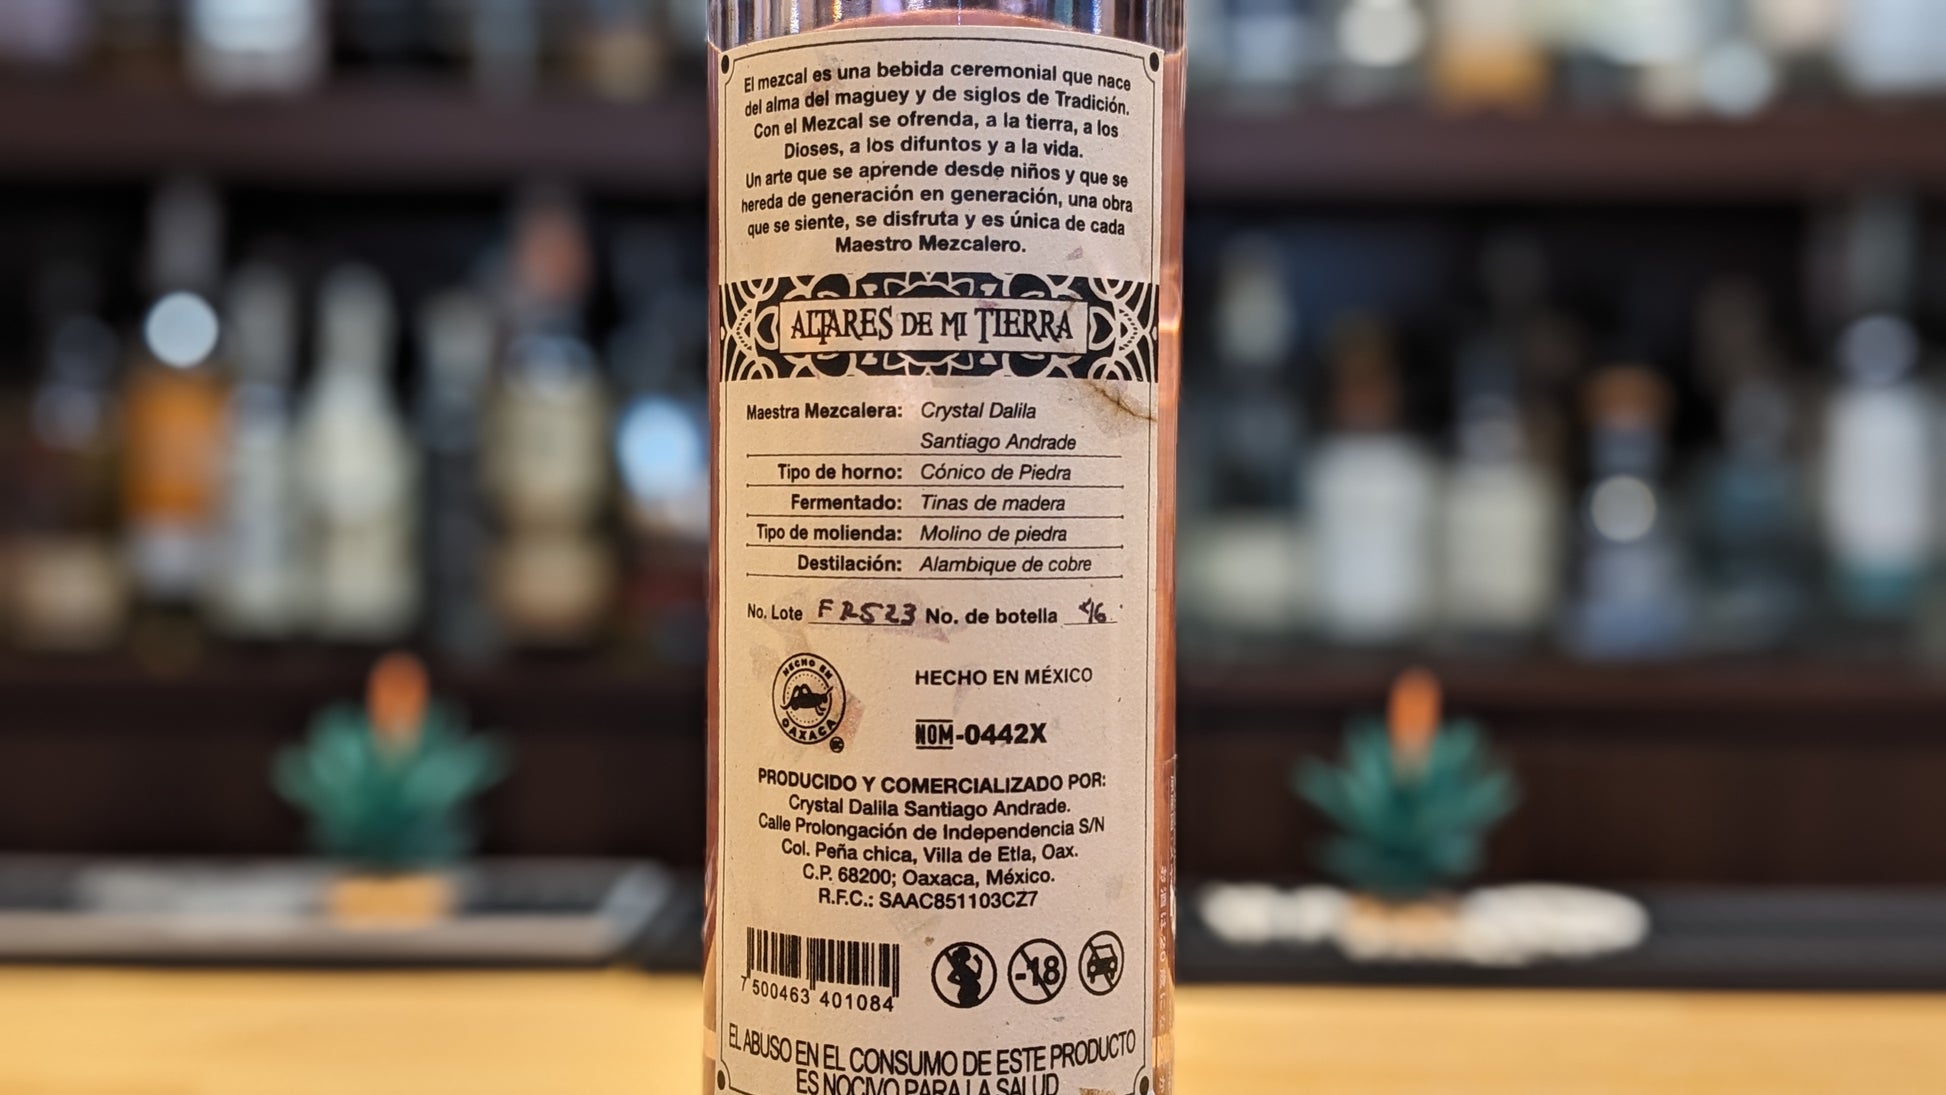 El mezcal es una bebida ceremonial que nace
del alma del maguey y de siglos de Tradición.
Con el Mezcal se ofrenda, a la tierra, a los
Dioses, a los difuntos y a la vida.
Un arte que se aprende desde niños y que se
hereda de generación en generación, una obra
que se siente, se disfruta y es única de cada
Maestro Mezcalero.
ALTARES DE MI TIERRA
Maestra Mezcalera: Crystal Dalila
Santiago Andrade
Tipo de horno: Cónico de Piedra
Fermentado: Tinas de madera
Tipo de molienda: Molino de piedra
Destilación: Alambique de cobre
No. Lote FR523 No. de botella 46
HECHO EN OAXACA
HECHO EN MÉXICO
NOM-0442X
PRODUCIDO Y COMERCIALIZADO POR:
Crystal Dalila Santiago Andrade.
Calle Prolongación de Independencia S/N
Col. Peña chica, Villa de Etla, Oax.
C.P. 68200; Oaxaca, México.
R.F.C.: SAAC851103CZ7
7 500463 401084
-18
EL ABUSO EN EL CONSUMO DE ESTE PRODUCTO
ES NOCIVO PARA LA SALUD